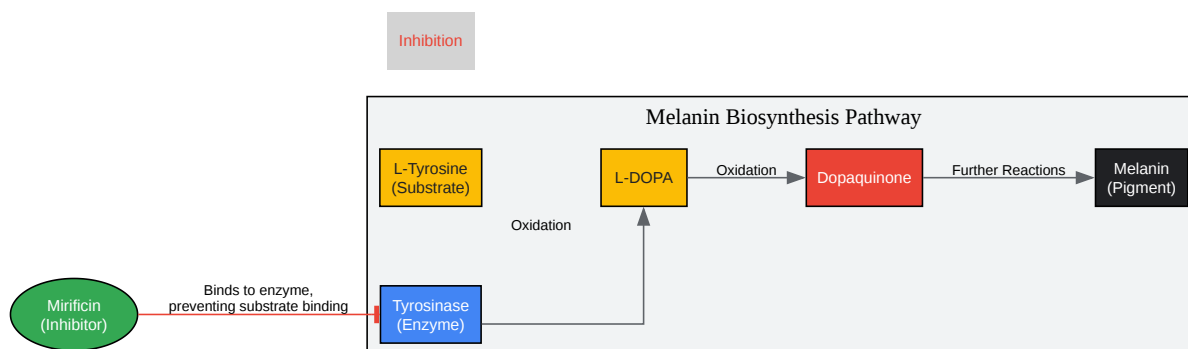 Inhibition
Melanin Biosynthesis Pathway
L-Tyrosine
(Substrate)
L-DOPA
Oxidation
Dopaquinone
Further Reactions
Melanin
(Pigment)
Oxidation
Mirificin
(Inhibitor)
Binds to enzyme,
preventing substrate binding
Tyrosinase
(Enzyme)